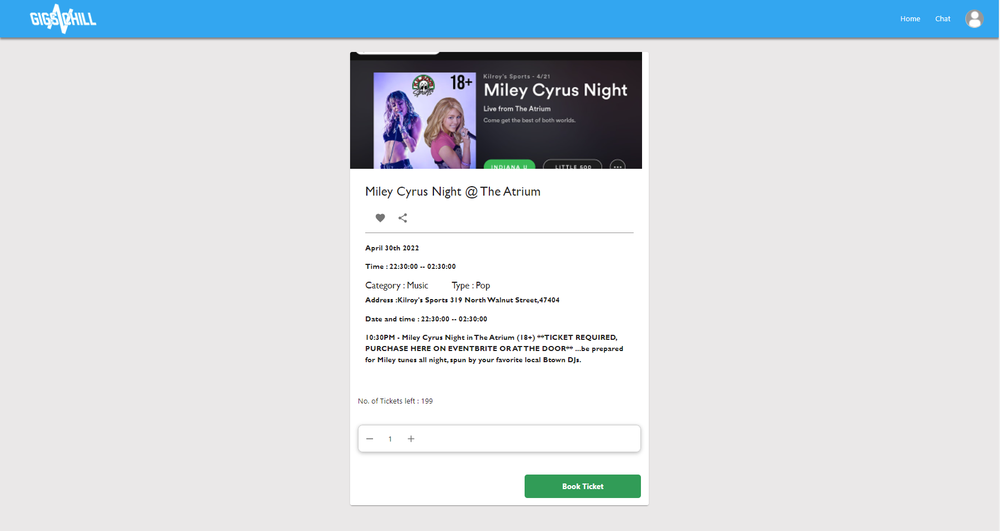 GIGSNCHILL
Home
Chat
18+
KILROY'S
Sports
Kilroy's Sports - 4/21
Miley Cyrus Night
Live from The Atrium
Come get the best of both worlds.
INDIANA U
LITTLE 500
Miley Cyrus Night @ The Atrium
April 30th 2022
Time : 22:30:00 -- 02:30:00
Category : Music Type : Pop
Address :Kilroy's Sports 319 North Walnut Street,47404
Date and time : 22:30:00 -- 02:30:00
10:30PM - Miley Cyrus Night in The Atrium (18+) **TICKET REQUIRED,
PURCHASE HERE ON EVENTBRITE OR AT THE DOOR** ...be prepared
for Miley tunes all night, spun by your favorite local Btown DJs.
No. of Tickets left : 199
1
Book Ticket